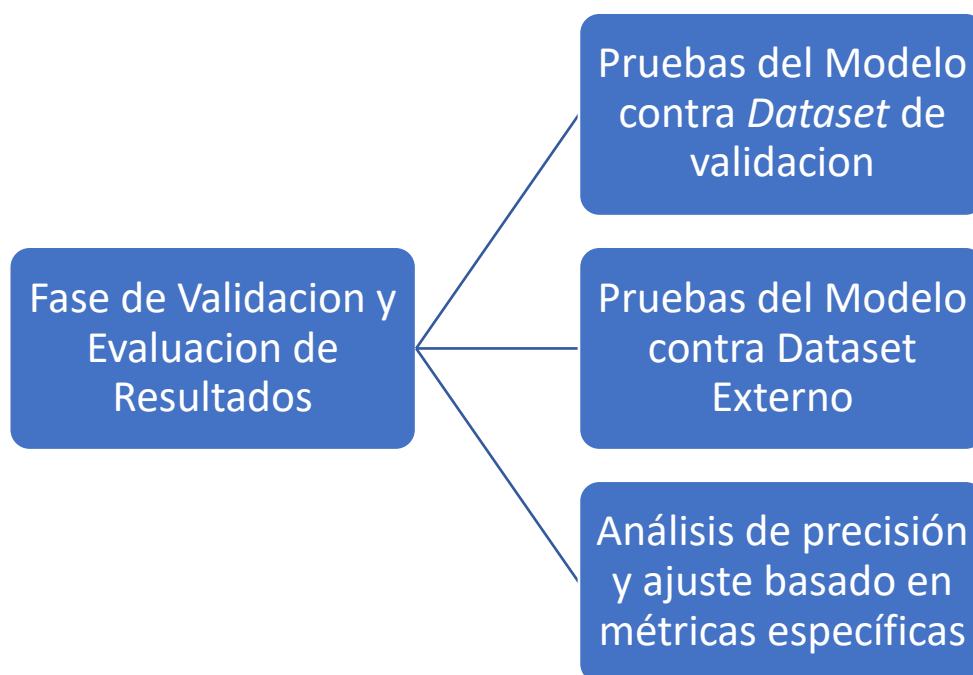 Pruebas del Modelo
contra Dataset de
validacion
Fase de Validacion y
Evaluacion de
Resultados
Pruebas del Modelo
contra Dataset
Externo
Análisis de precisión
y ajuste basado en
métricas específicas